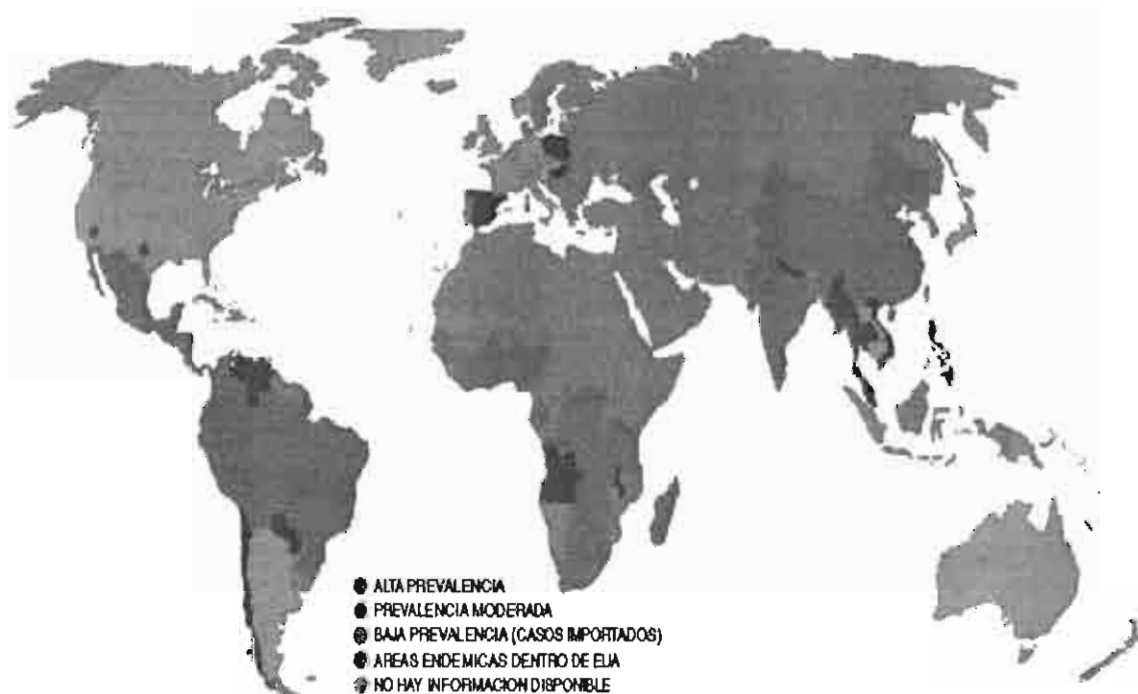 ALTA PREVALENCIA
PREVALENCIA MODERADA
BAJA PREVALENCIA (CASOS IMPORTADOS)
AREAS ENDEMICAS DENTRO DE EUA
NO HAY INFORMACION DISPONIBLE